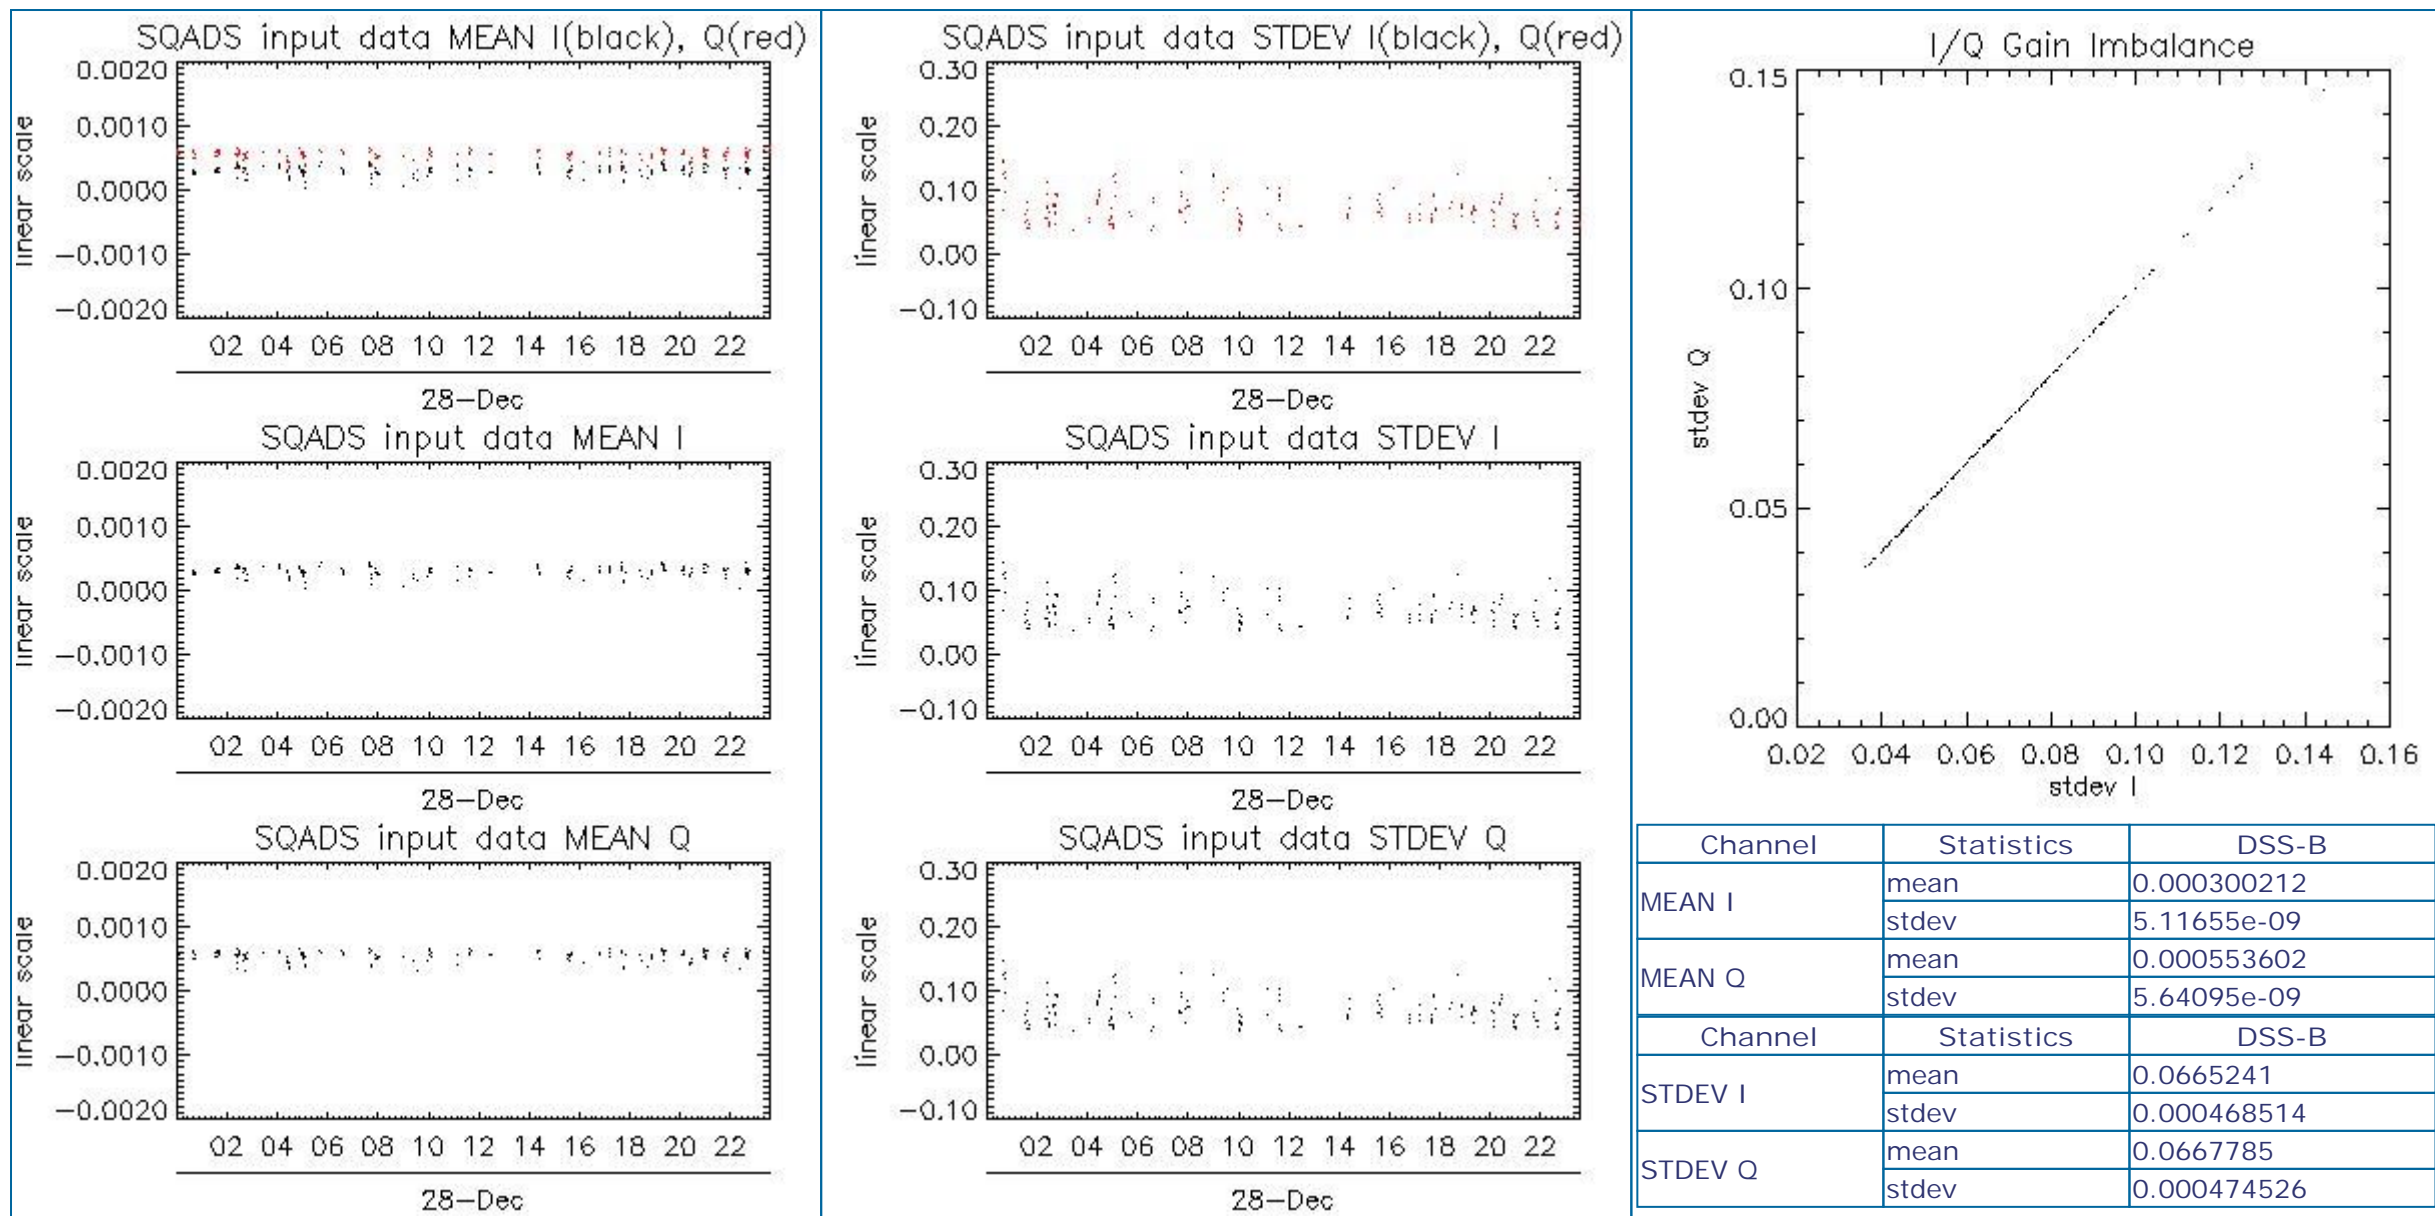 SQADS input data MEAN I(black), Q(red)
0.0020
0.0010
0.0000
−0.0010
−0.0020
linear scale
02 04 06 08 10 12 14 16 18 20 22
28−Dec
SQADS input data MEAN I
0.0020
0.0010
0.0000
−0.0010
−0.0020
linear scale
02 04 06 08 10 12 14 16 18 20 22
28−Dec
SQADS input data MEAN Q
0.0020
0.0010
0.0000
−0.0010
−0.0020
linear scale
02 04 06 08 10 12 14 16 18 20 22
28−Dec
SQADS input data STDEV I(black), Q(red)
0.30
0.20
0.10
0.00
−0.10
linear scale
02 04 06 08 10 12 14 16 18 20 22
28−Dec
SQADS input data STDEV I
0.30
0.20
0.10
0.00
−0.10
linear scale
02 04 06 08 10 12 14 16 18 20 22
28−Dec
SQADS input data STDEV Q
0.30
0.20
0.10
0.00
−0.10
linear scale
02 04 06 08 10 12 14 16 18 20 22
28−Dec
I/Q Gain Imbalance
0.15
0.10
0.05
0.00
stdev Q
0.02 0.04 0.06 0.08 0.10 0.12 0.14 0.16
stdev I
Channel Statistics DSS-B
MEAN I mean 0.000300212
stdev 5.11655e-09
MEAN Q mean 0.000553602
stdev 5.64095e-09
Channel Statistics DSS-B
STDEV I mean 0.0665241
stdev 0.000468514
STDEV Q mean 0.0667785
stdev 0.000474526